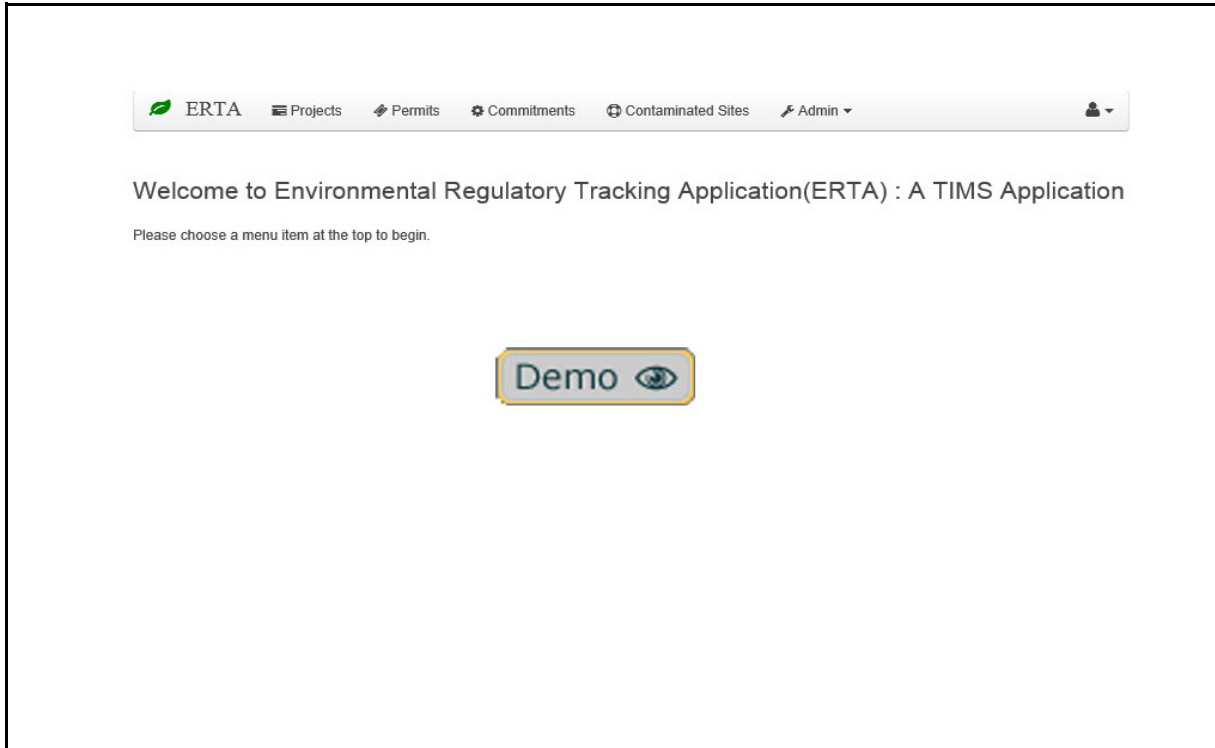 ERTA Projects Permits Commitments Contaminated Sites Admin
Welcome to Environmental Regulatory Tracking Application(ERTA) : A TIMS Application
Please choose a menu item at the top to begin.
Demo